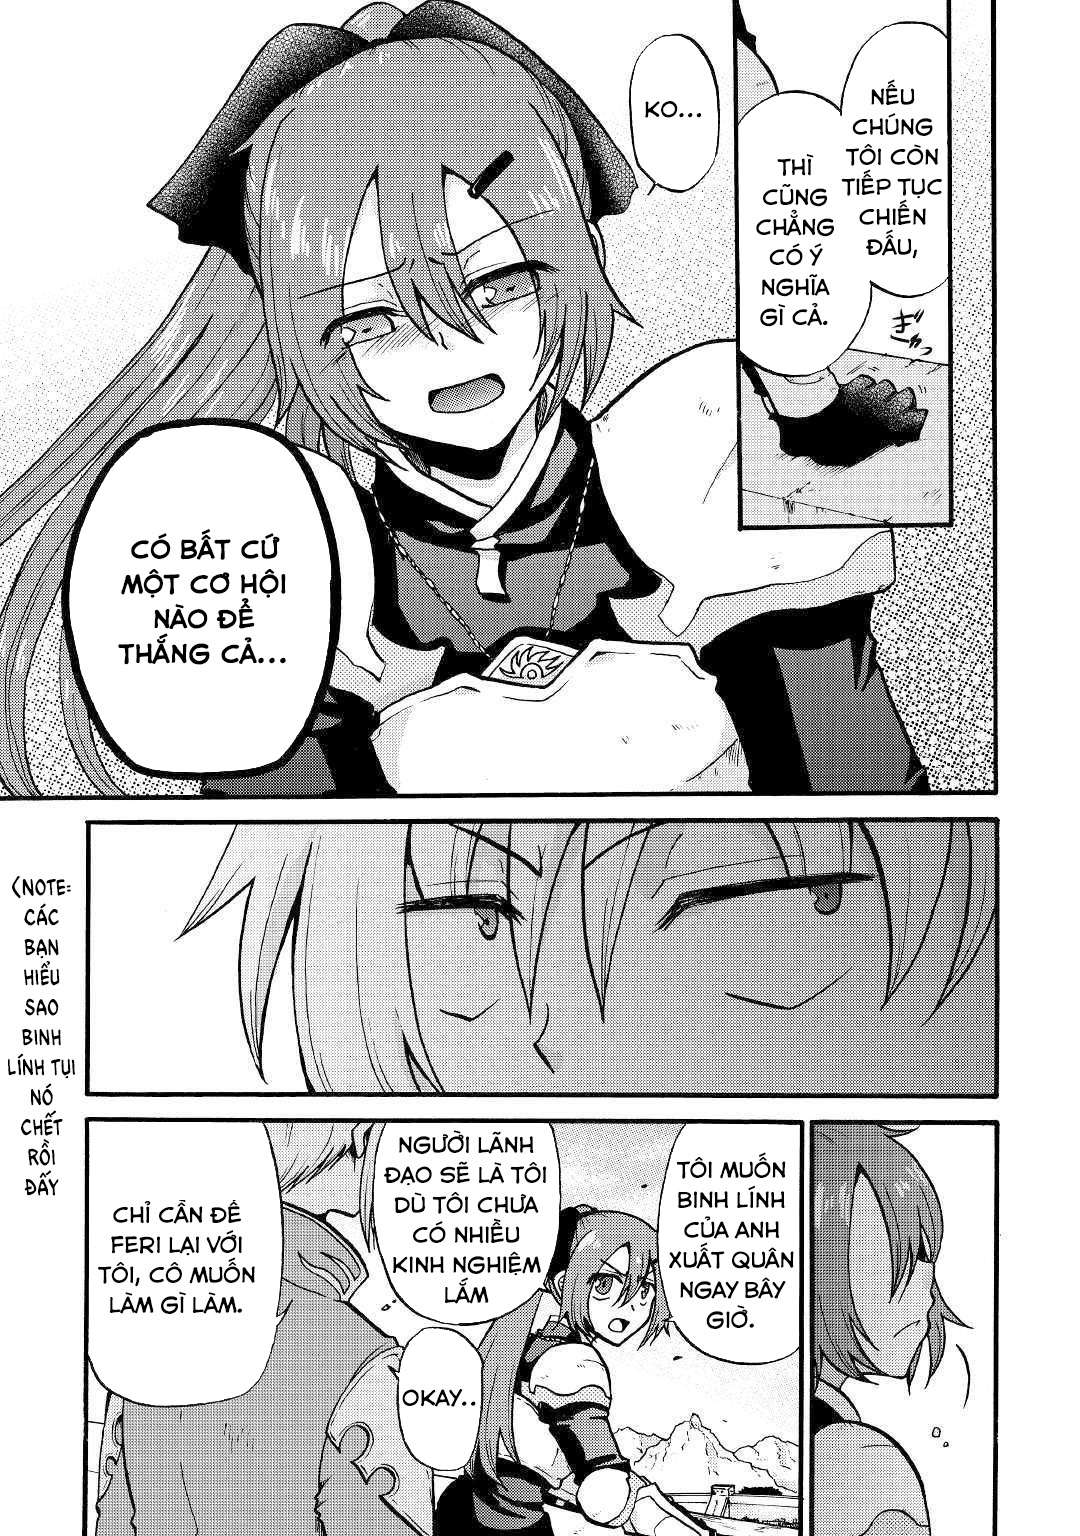 NẾU
CHÚNG
TÔI CÒN
TIẾP TỤC
CHIẾN
ĐẤU,
THÌ
CŨNG
CHẲNG
CÓ Ý
NGHĨA
GÌ CẢ.
ぎゅっ
KO...
CÓ BẤT CỨ
MỘT CƠ HỘI
NÀO ĐỂ
THẮNG CẢ...
(NOTE:
CÁC
BẠN
HIỂU
SAO
BINH
LÍNH TỤI
NÓ
CHẾT
RỒI
ĐẤY
TÔI MUỐN
BINH LÍNH
CỦA ANH
XUẤT QUÂN
NGAY BÂY
GIỜ.
NGƯỜI LÃNH
ĐẠO SẼ LÀ TÔI
DÙ TÔI CHƯA
CÓ NHIỀU
KINH NGHIỆM
LẮM
OKAY..
CHỈ CẦN ĐỂ
FERI LẠI VỚI
TÔI, CÔ MUỐN
LÀM GÌ LÀM.